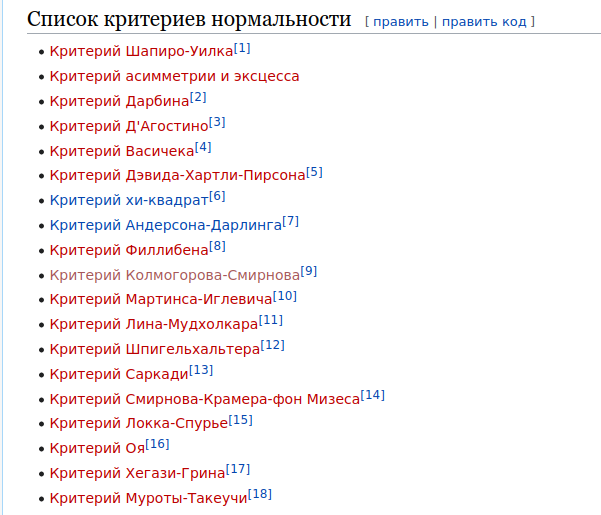 Список критериев нормальности [ править | править код ]
Критерий Шапиро-Уилка[1]
Критерий асимметрии и эксцесса
Критерий Дарбина[2]
Критерий Д'Агостино[3]
Критерий Васичека[4]
Критерий Дэвида-Хартли-Пирсона[5]
Критерий хи-квадрат[6]
Критерий Андерсона-Дарлинга[7]
Критерий Филлибена[8]
Критерий Колмогорова-Смирнова[9]
Критерий Мартинса-Иглевича[10]
Критерий Лина-Мудхолкара[11]
Критерий Шпигельхальтера[12]
Критерий Саркади[13]
Критерий Смирнова-Крамера-фон Мизеса[14]
Критерий Локка-Спурье[15]
Критерий Оя[16]
Критерий Хегази-Грина[17]
Критерий Муроты-Такеучи[18]